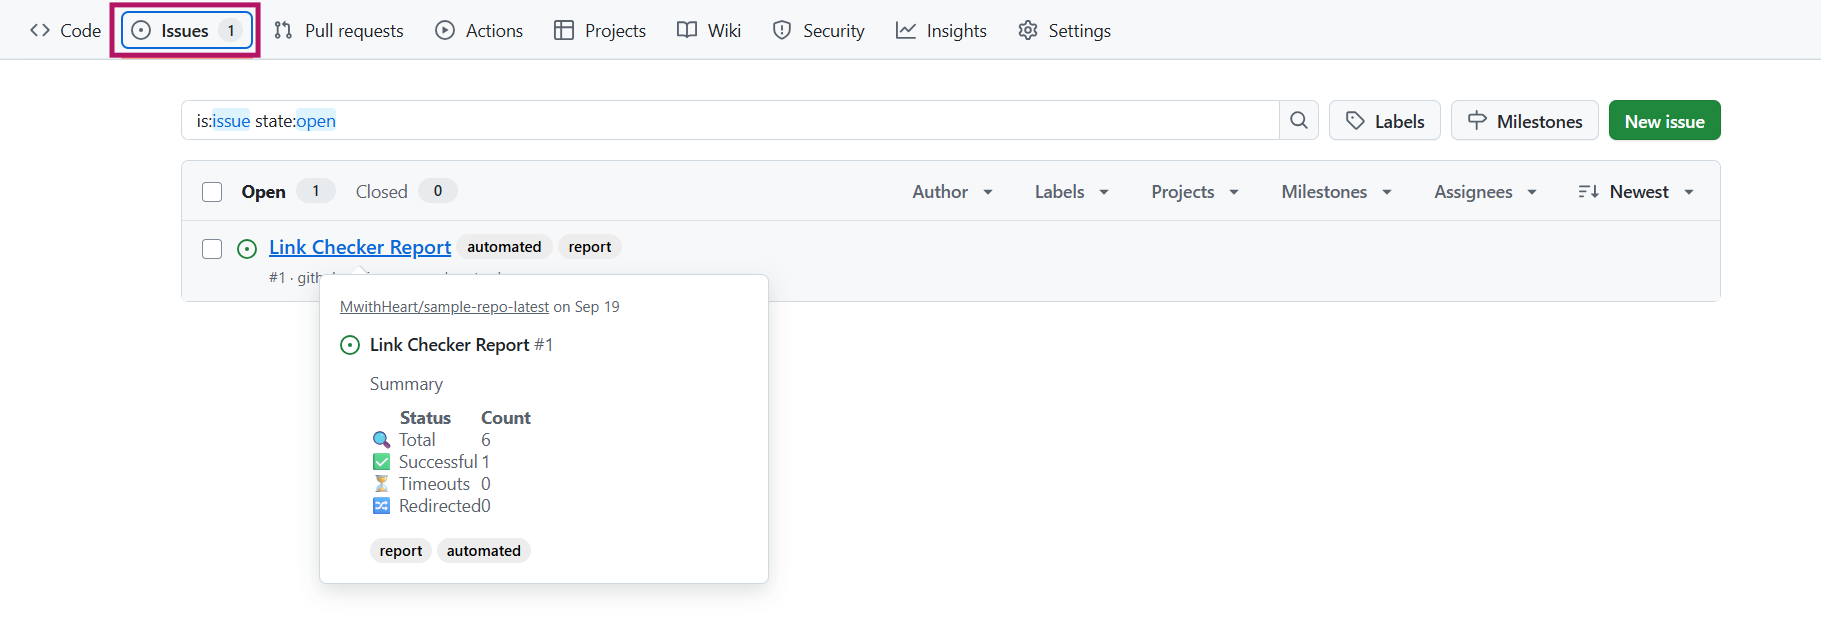 Code Issues 1 Pull requests Actions Projects Wiki Security Insights Settings
is:issue state:open Labels Milestones New issue
Open 1 Closed 0 Author Labels Projects Milestones Assignees Newest
Link Checker Report automated report
#1 ·
MwithHeart/sample-repo-latest on Sep 19
Link Checker Report #1
Summary
Status Count
Total 6
Successful 1
Timeouts 0
Redirected 0
report automated